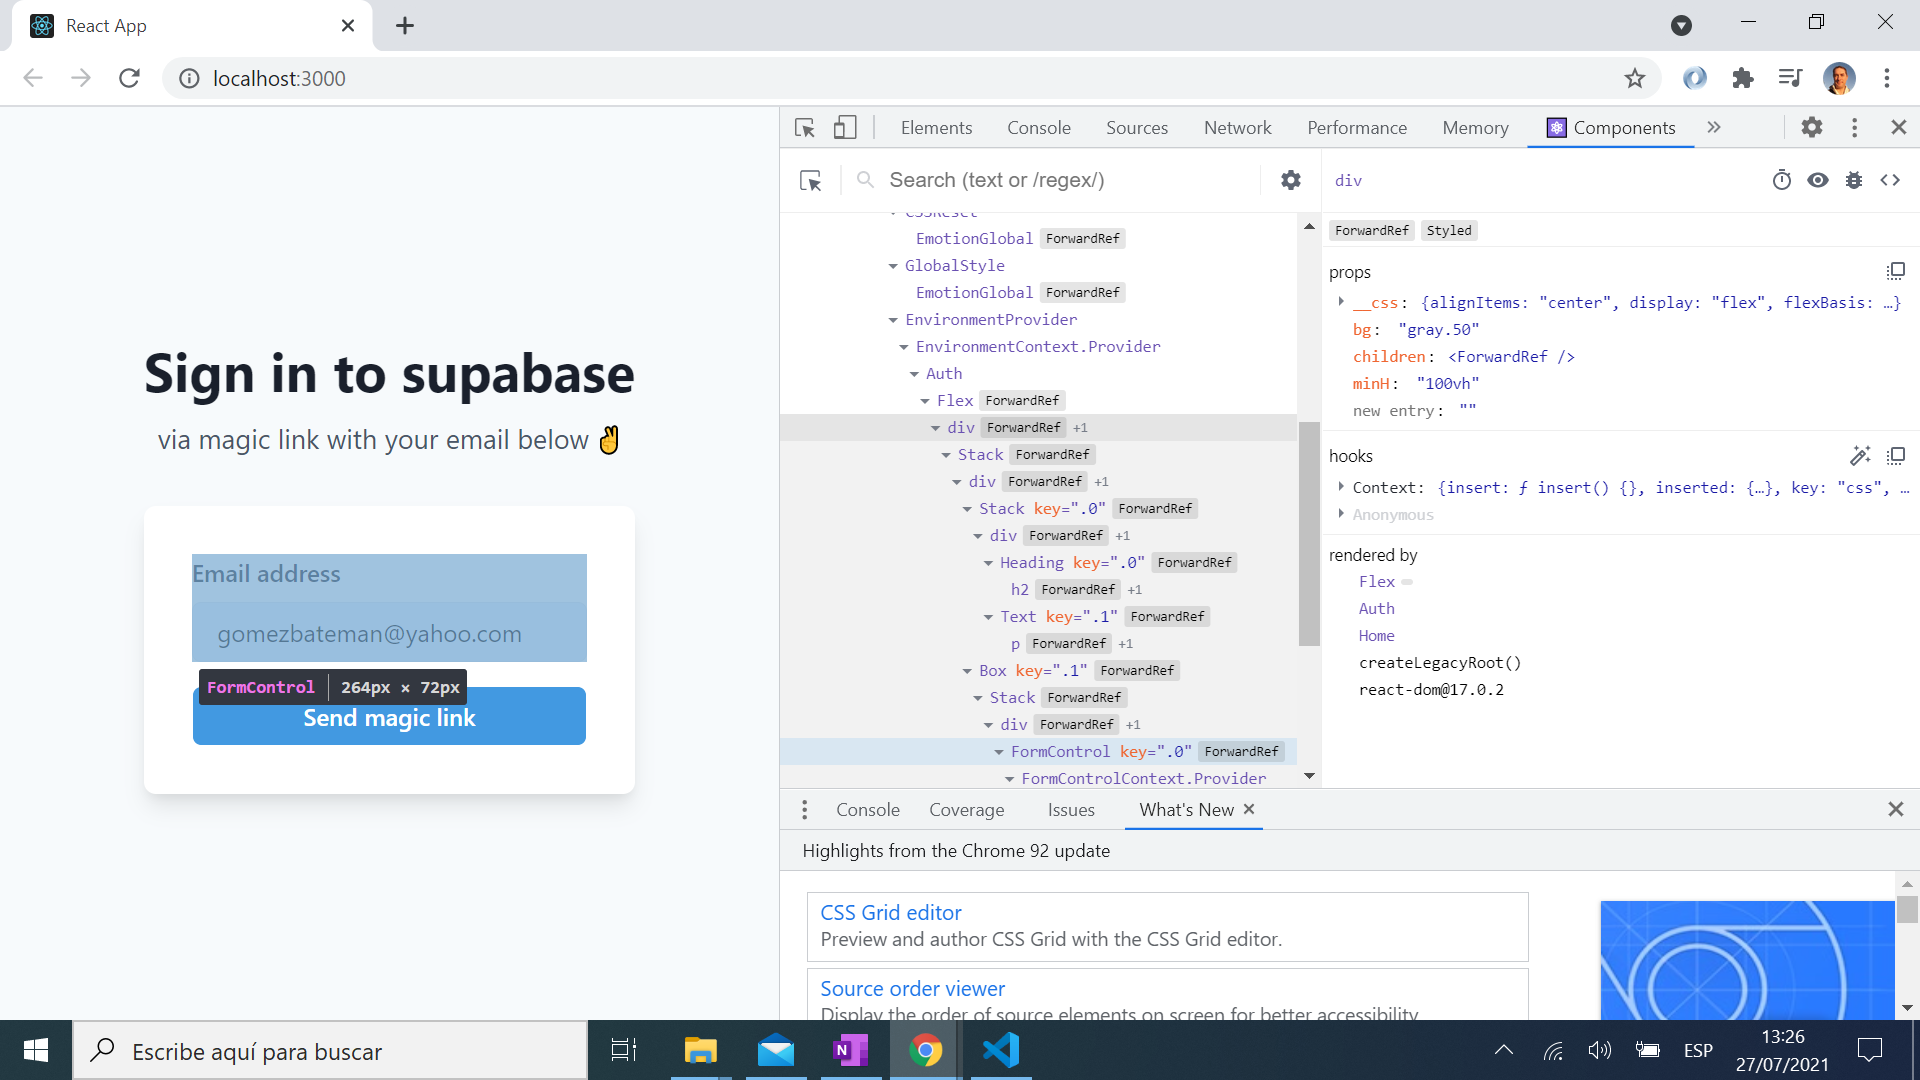 React App
localhost:3000
Elements Console Sources Network Performance Memory Components
Search (text or /regex/)
div
CSSReset
EmotionGlobal ForwardRef
GlobalStyle
EmotionGlobal ForwardRef
EnvironmentProvider
EnvironmentContext.Provider
Auth
Flex ForwardRef
div ForwardRef +1
Stack ForwardRef
div ForwardRef +1
Stack key=".0" ForwardRef
div ForwardRef +1
Heading key=".0" ForwardRef
h2 ForwardRef +1
Text key=".1" ForwardRef
p ForwardRef +1
Box key=".1" ForwardRef
Stack ForwardRef
div ForwardRef +1
FormControl key=".0" ForwardRef
FormControlContext.Provider
ForwardRef Styled
props
__css: {alignItems: "center", display: "flex", flexBasis: …}
bg: "gray.50"
children: <ForwardRef />
minH: "100vh"
new entry: ""
hooks
Context: {insert: ƒ insert() {}, inserted: {…}, key: "css", …
Anonymous
rendered by
Flex
Auth
Home
createLegacyRoot()
react-dom@17.0.2
Sign in to supabase
via magic link with your email below ✌
Email address
gomezbateman@yahoo.com
FormControl 264px × 72px
Send magic link
Console Coverage Issues What's New
Highlights from the Chrome 92 update
CSS Grid editor
Preview and author CSS Grid with the CSS Grid editor.
Source order viewer
Display the order of source elements on screen for better accessibility
Escribe aquí para buscar
N
ESP
13:26
27/07/2021